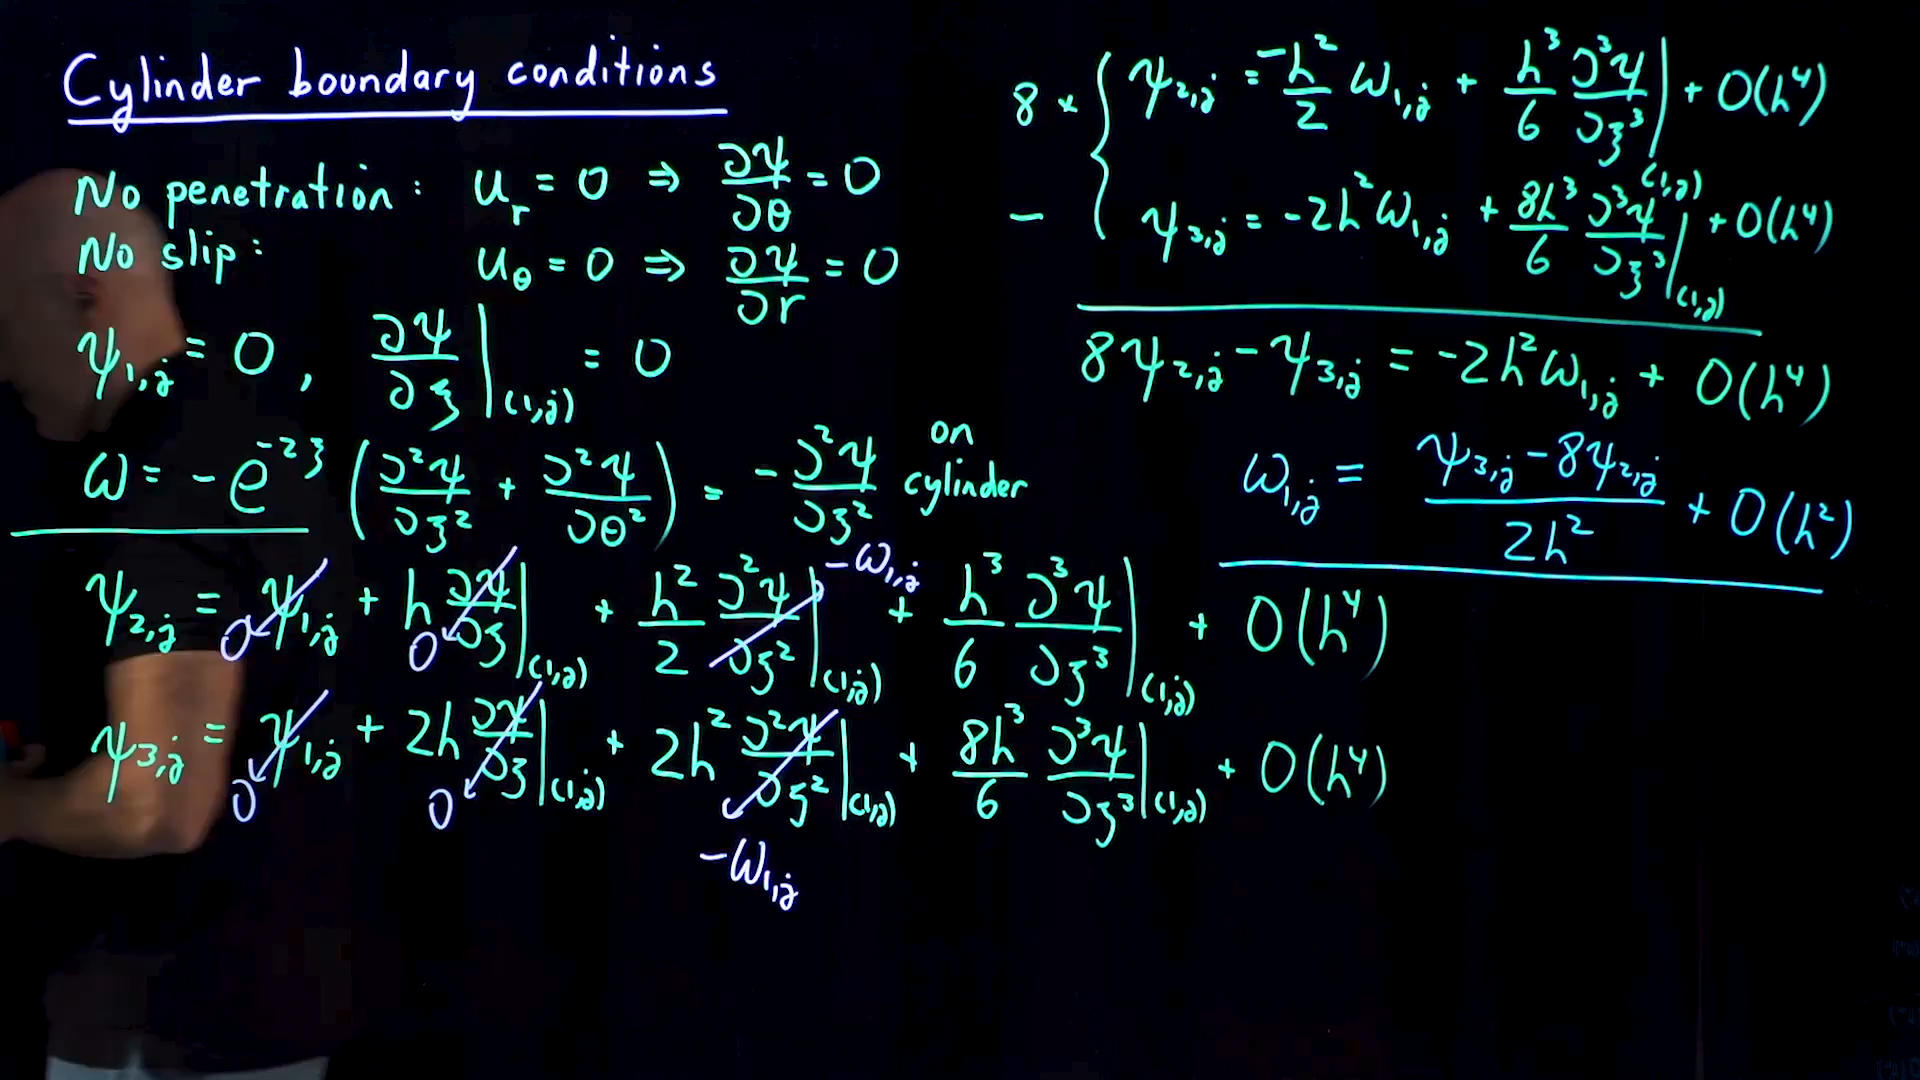 Cylinder boundary conditions
No penetration: u_r = 0 ⇒ ∂ψ/∂θ = 0
No slip: u_θ = 0 ⇒ ∂ψ/∂r = 0
ψ_{1,j} = 0, ∂ψ/∂ξ|_{(1,j)} = 0
ω = -e^{-2ξ} (∂²ψ/∂ξ² + ∂²ψ/∂θ²) = -∂²ψ/∂ξ² on cylinder
ψ_{2,j} = ψ_{1,j} + h ∂ψ/∂ξ|_{(1,j)} + h²/2 ∂²ψ/∂ξ²|_{(1,j)} + h³/6 ∂³ψ/∂ξ³|_{(1,j)} + O(h⁴)
0 0 -ω_{1,j}
ψ_{3,j} = ψ_{1,j} + 2h ∂ψ/∂ξ|_{(1,j)} + 2h² ∂²ψ/∂ξ²|_{(1,j)} + 8h³/6 ∂³ψ/∂ξ³|_{(1,j)} + O(h⁴)
0 0 -ω_{1,j}
8 × { ψ_{2,j} = -h²/2 ω_{1,j} + h³/6 ∂³ψ/∂ξ³|_{(1,j)} + O(h⁴)
- { ψ_{3,j} = -2h² ω_{1,j} + 8h³/6 ∂³ψ/∂ξ³|_{(1,j)} + O(h⁴)
8ψ_{2,j} - ψ_{3,j} = -2h² ω_{1,j} + O(h⁴)
ω_{1,j} = (ψ_{3,j} - 8ψ_{2,j})/2h² + O(h²)